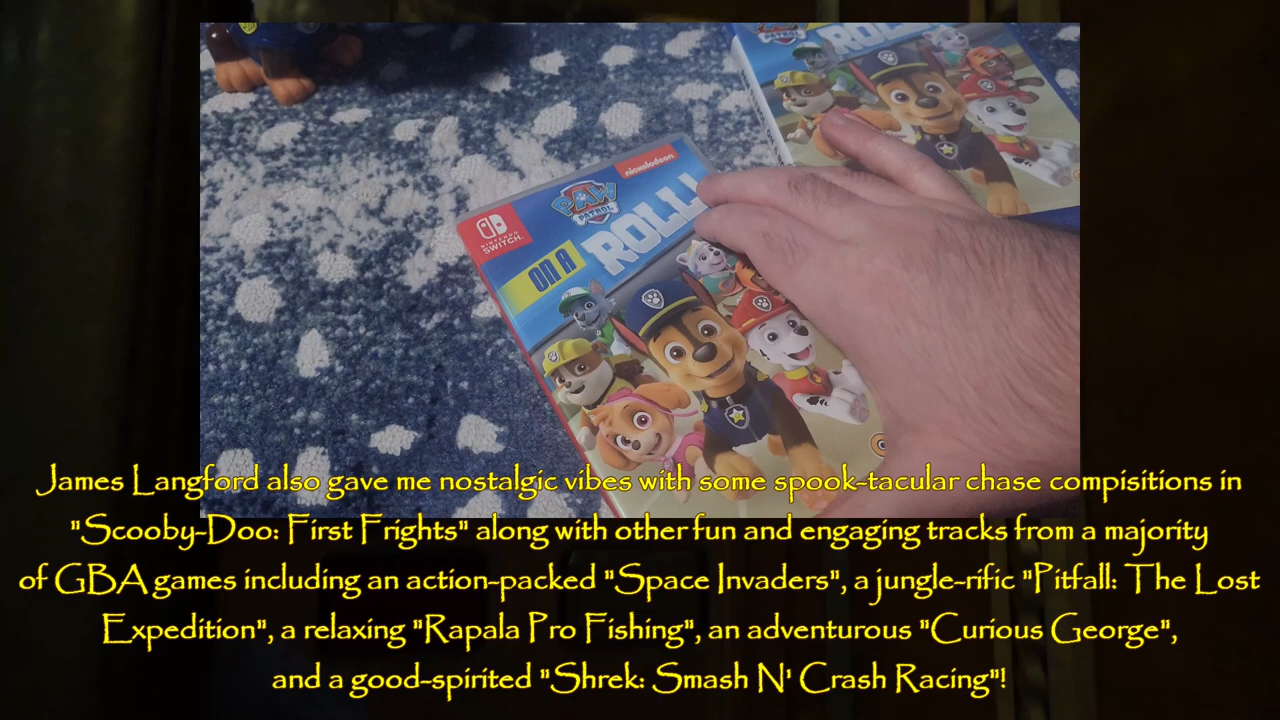 nickelodeon
PAW
PATROL
NINTENDO
SWITCH
ON A
ROLL!
ROLL
James Langford also gave me nostalgic vibes with some spook-tacular chase compisitions in
"Scooby-Doo: First Frights" along with other fun and engaging tracks from a majority
of GBA games including an action-packed "Space Invaders", a jungle-rific "Pitfall: The Lost
Expedition", a relaxing "Rapala Pro Fishing", an adventurous "Curious George",
and a good-spirited "Shrek: Smash N' Crash Racing"!